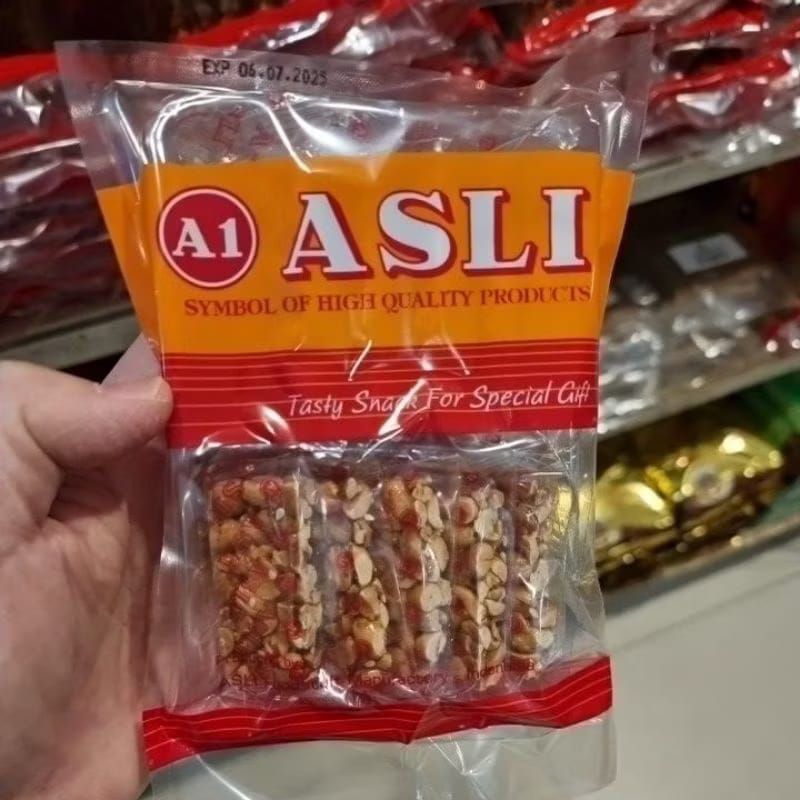 EXP 06.07.2025
A1 ASLI
SYMBOL OF HIGH QUALITY PRODUCTS
Tasty Snack For Special Gift